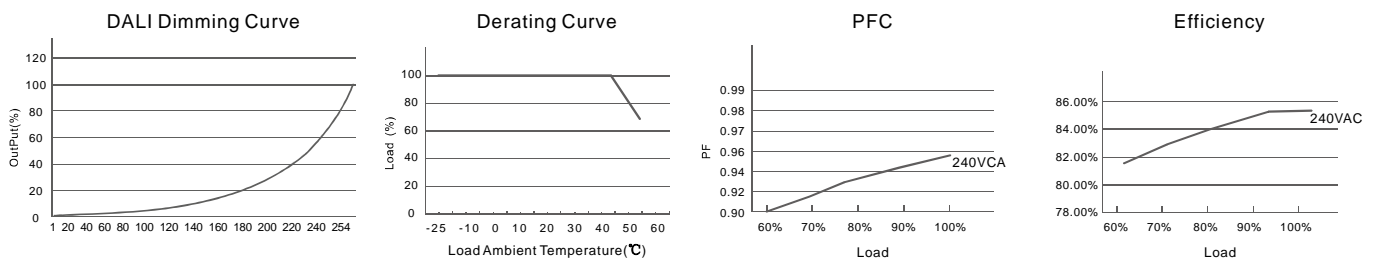 DALI Dimming Curve
OutPut(%)
120
100
80
60
40
20
0
1 20 40 60 80 100 120 140 160 180 200 220 240 254
Derating Curve
Load (%)
100
80
60
40
20
0
-25 -10 0 10 20 30 40 50 60
Load Ambient Temperature(℃)
PFC
PF
0.99
0.98
0.97
0.96
0.94
0.92
0.90
240VCA
60% 70% 80% 90% 100%
Load
Efficiency
86.00%
84.00%
82.00%
80.00%
78.00%
240VAC
60% 70% 80% 90% 100%
Load